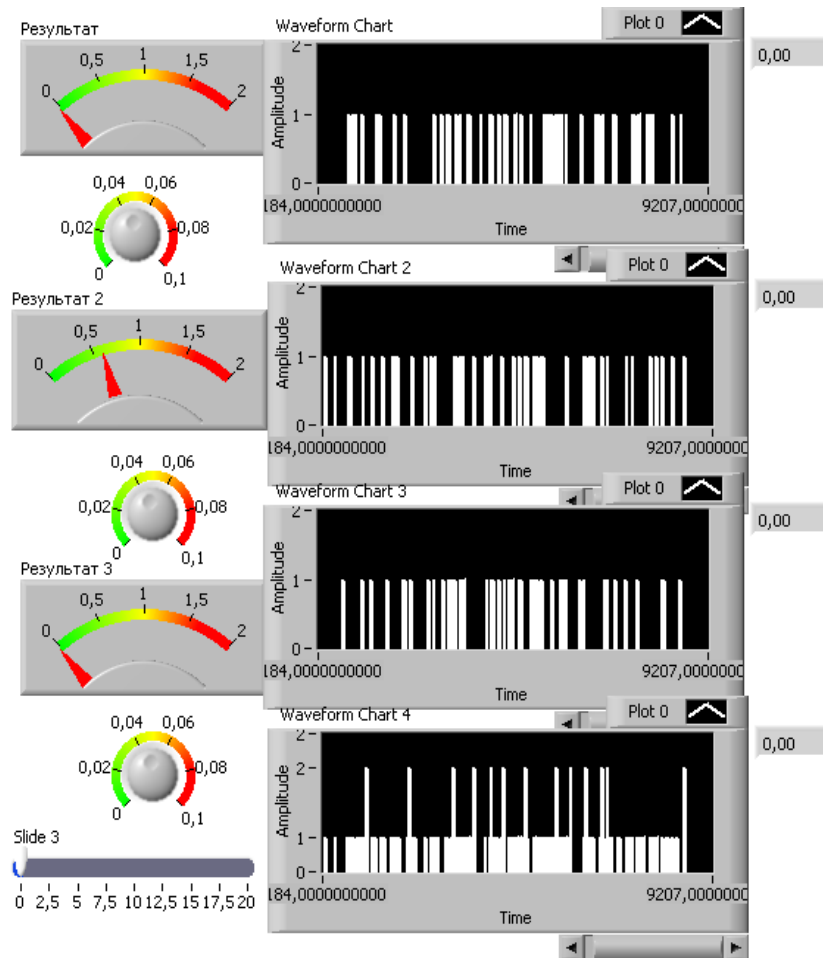 Результат
0 0,5 1 1,5 2
0 0,02 0,04 0,06 0,08 0,1
Waveform Chart
Plot 0
Amplitude
2
1
0
184,0000000000 9207,0000000
Time
0,00
Результат 2
0 0,5 1 1,5 2
0 0,02 0,04 0,06 0,08 0,1
Waveform Chart 2
Plot 0
Amplitude
2
1
0
184,0000000000 9207,0000000
Time
0,00
Результат 3
0 0,5 1 1,5 2
0 0,02 0,04 0,06 0,08 0,1
Waveform Chart 3
Plot 0
Amplitude
2
1
0
184,0000000000 9207,0000000
Time
0,00
Slide 3
0 2,5 5 7,5 10 12,5 15 17,5 20
Waveform Chart 4
Plot 0
Amplitude
2
2
1
0
184,0000000000 9207,0000000
Time
0,00